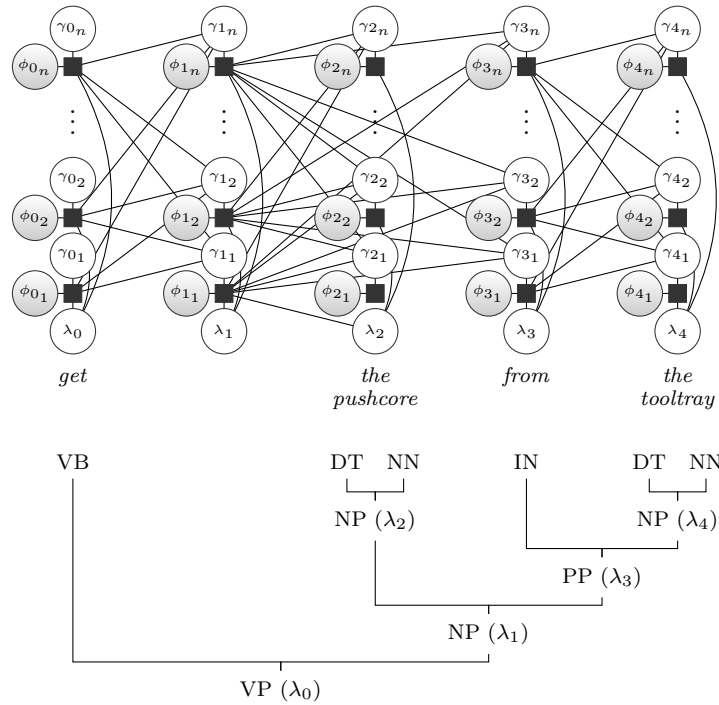 γ0ₙ γ1ₙ γ2ₙ γ3ₙ γ4ₙ
ϕ0ₙ ϕ1ₙ ϕ2ₙ ϕ3ₙ ϕ4ₙ
⋮ ⋮ ⋮ ⋮ ⋮
γ0₂ γ1₂ γ2₂ γ3₂ γ4₂
ϕ0₂ ϕ1₂ ϕ2₂ ϕ3₂ ϕ4₂
γ0₁ γ1₁ γ2₁ γ3₁ γ4₁
ϕ0₁ ϕ1₁ ϕ2₁ ϕ3₁ ϕ4₁
λ0 λ1 λ2 λ3 λ4
get the from the
pushcore tooltray
VB DT NN IN DT NN
NP (λ2) NP (λ4)
PP (λ3)
NP (λ1)
VP (λ0)